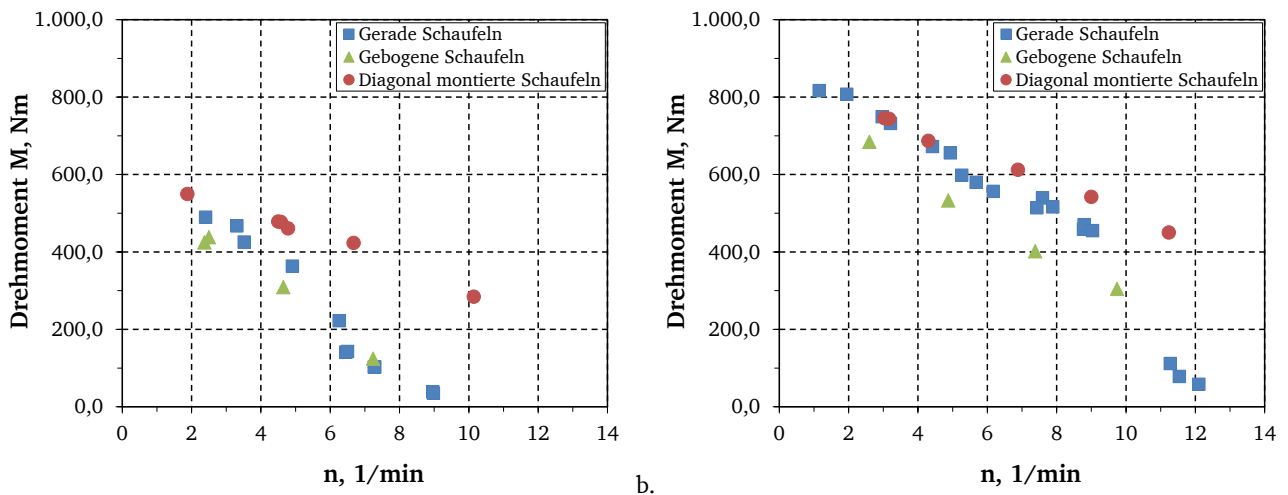 Drehmoment M, Nm
1.000,0
800,0
600,0
400,0
200,0
0,0
Gerade Schaufeln
Gebogene Schaufeln
Diagonal montierte Schaufeln
0 2 4 6 8 10 12 14
n, 1/min
b.
Drehmoment M, Nm
1.000,0
800,0
600,0
400,0
200,0
0,0
Gerade Schaufeln
Gebogene Schaufeln
Diagonal montierte Schaufeln
0 2 4 6 8 10 12 14
n, 1/min